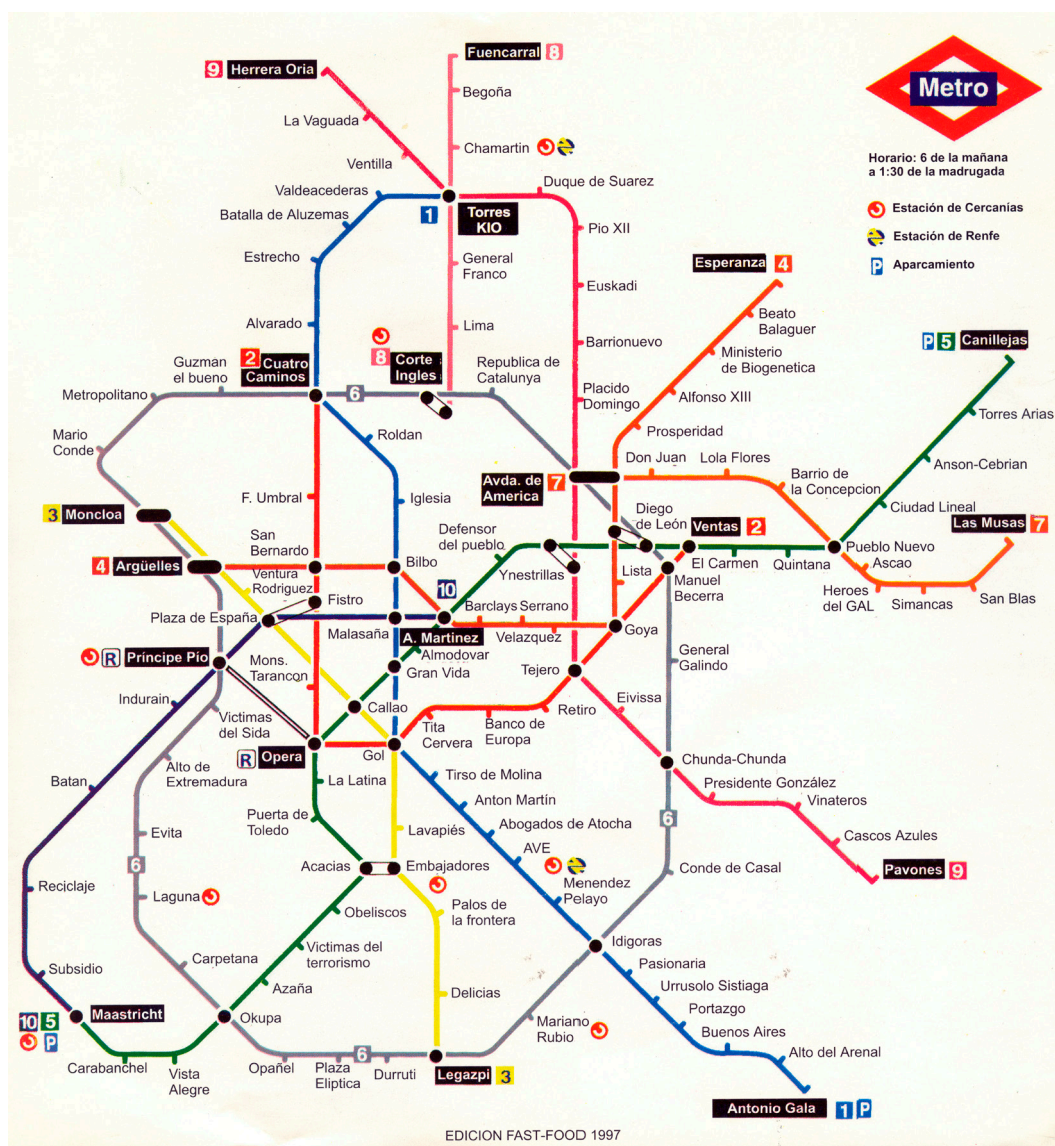 Fuencarral 8
9 Herrera Oria
Begoña
La Vaguada
Chamartin
Ventilla
Metro
Horario: 6 de la mañana
a 1:30 de la madrugada
Estación de Cercanías
Estación de Renfe
P Aparcamiento
Valdeacederas
Duque de Suarez
1
Torres
KIO
Batalla de Aluzemas
Pio XII
Estrecho
General
Franco
Esperanza 4
Euskadi
Beato
Balaguer
Alvarado
Lima
Barrionuevo
Ministerio
de Biogenetica
P 5 Canillejas
Guzman
el bueno
2 Cuatro
Caminos
8 Corte
Ingles
Republica de
Catalunya
Metropolitano
6
Placido
Domingo
Alfonso XIII
Torres Arias
Mario
Conde
Roldan
Prosperidad
Don Juan
Lola Flores
Anson-Cebrian
Avda. de
America
7
Barrio de
la Concepcion
F. Umbral
Iglesia
Ciudad Lineal
3 Moncloa
Diego
de León
Ventas 2
Las Musas 7
San
Bernardo
Defensor
del pueblo
El Carmen
Quintana
Pueblo Nuevo
4 Argüelles
Ventura
Rodriguez
Bilbo
Ynestrillas
Lista
Manuel
Becerra
Ascao
Heroes
del GAL
Simancas
San Blas
Fistro
10
Plaza de España
Malasaña
A. Martinez
Barclays
Serrano
Velazquez
Goya
R Príncipe Pío
Mons.
Tarancon
Almodovar
Gran Vida
Tejero
General
Galindo
Indurain
Victimas
del Sida
Callao
Eivissa
R Opera
Gol
Tita
Cervera
Banco de
Europa
Retiro
Chunda-Chunda
Batan
Alto de
Extremadura
La Latina
Tirso de Molina
Presidente González
Anton Martín
Vinateros
Puerta de
Toledo
Lavapiés
Abogados de Atocha
6
Evita
AVE
Cascos Azules
6
Acacias
Embajadores
Conde de Casal
Pavones 9
Reciclaje
Laguna
Menendez
Pelayo
Obeliscos
Palos de
la frontera
Idigoras
Victimas del
terrorismo
Carpetana
Pasionaria
Subsidio
Azaña
Delicias
Urrusolo Sistiaga
Portazgo
10 5
P
Maastricht
Okupa
Mariano
Rubio
Buenos Aires
Alto del Arenal
Carabanchel
Vista
Alegre
Opañel
6
Plaza
Eliptica
Durruti
Legazpi 3
Antonio Gala 1 P
EDICION FAST-FOOD 1997